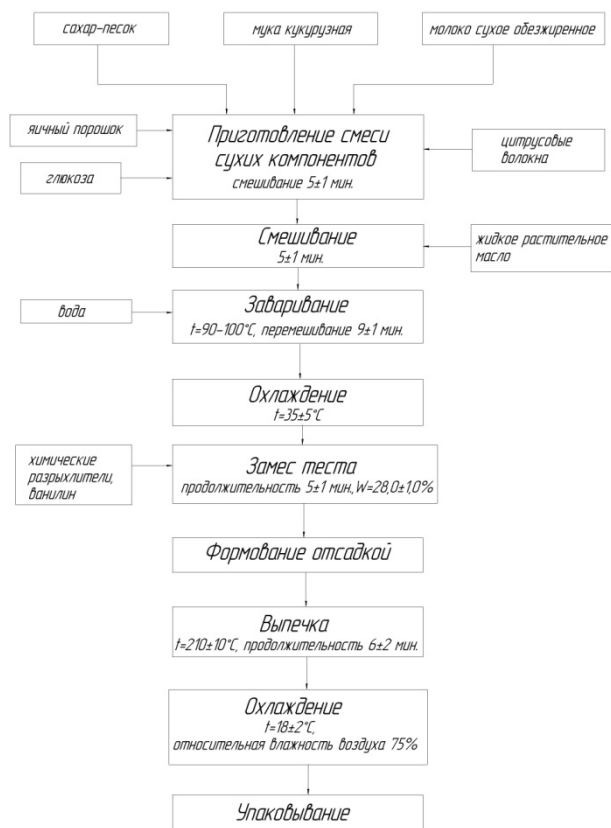 сахар-песок
мука кукурузная
молоко сухое обезжиренное
яичный порошок
глюкоза
Приготовление смеси
сухих компонентов
смешивание 5±1 мин.
цитрусовые
волокна
Смешивание
5±1 мин.
жидкое растительное
масло
вода
Заваривание
t=90-100°C, перемешивание 9±1 мин.
Охлаждение
t=35±5°C
химические
разрыхлители,
ванилин
Замес теста
продолжительность 5±1 мин., W=28,0±1,0%
Формование отсадкой
Выпечка
t=210±10°C, продолжительность 6±2 мин.
Охлаждение
t=18±2°C,
относительная влажность воздуха 75%
Упаковывание